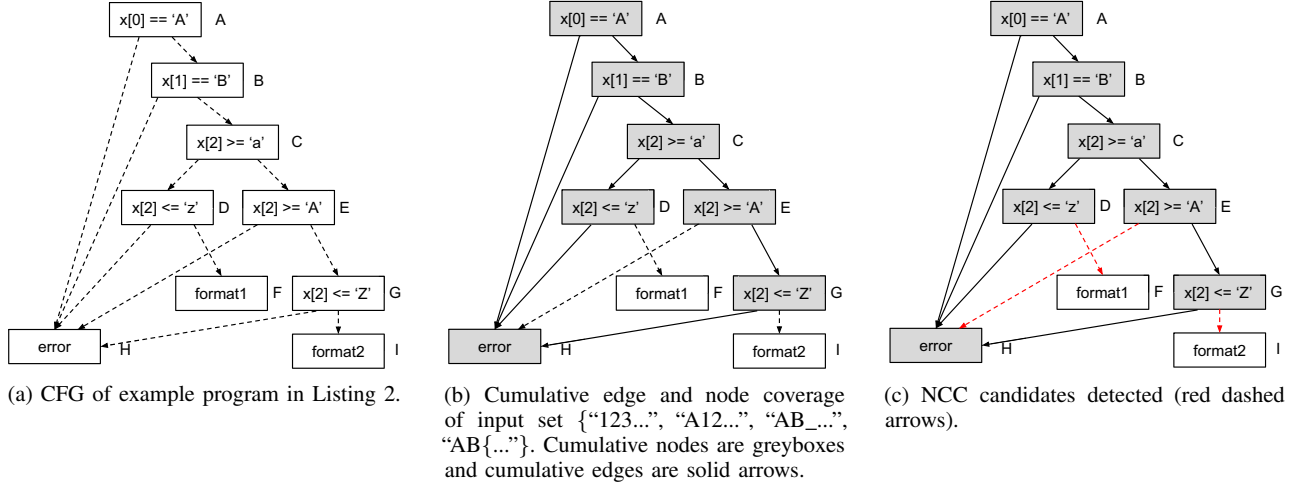 x[0] == ‘A’ A
x[1] == ‘B’ B
x[2] >= ‘a’ C
x[2] <= ‘z’ D x[2] >= ‘A’ E
format1 F x[2] <= ‘Z’ G
error H format2 I
(a) CFG of example program in Listing 2.
x[0] == ‘A’ A
x[1] == ‘B’ B
x[2] >= ‘a’ C
x[2] <= ‘z’ D x[2] >= ‘A’ E
format1 F x[2] <= ‘Z’ G
error H format2 I
(b) Cumulative edge and node coverage
of input set {“123...”, “A12...”, “AB_...”,
“AB{...”}. Cumulative nodes are greyboxes
and cumulative edges are solid arrows.
x[0] == ‘A’ A
x[1] == ‘B’ B
x[2] >= ‘a’ C
x[2] <= ‘z’ D x[2] >= ‘A’ E
format1 F x[2] <= ‘Z’ G
error H format2 I
(c) NCC candidates detected (red dashed
arrows).